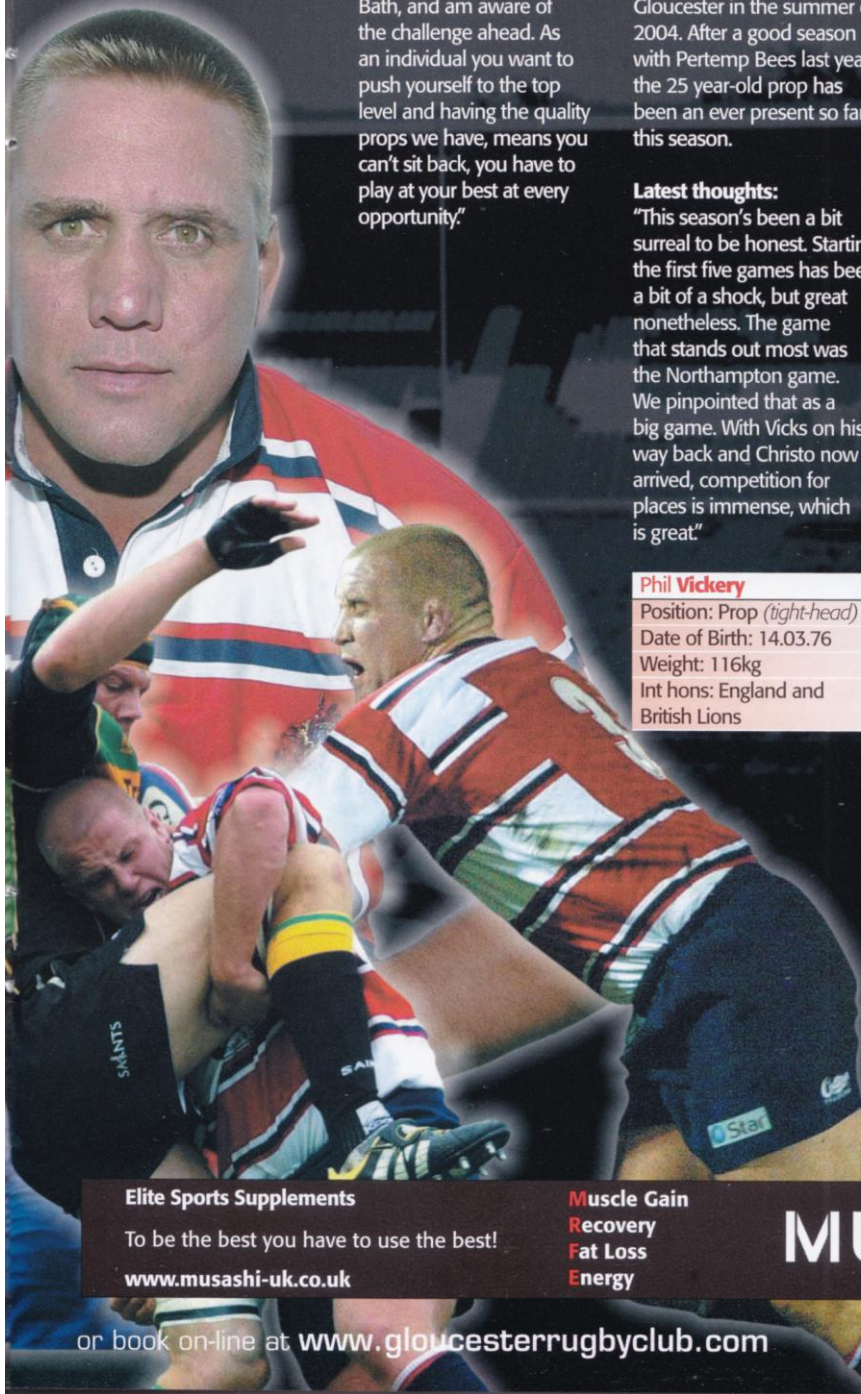 Bath, and am aware of
the challenge ahead. As
an individual you want to
push yourself to the top
level and having the quality
props we have, means you
can't sit back, you have to
play at your best at every
opportunity."
Gloucester in the summer
2004. After a good season
with Pertemp Bees last
the 25 year-old prop has
been an ever present so
this season.
Latest thoughts:
"This season's been a bit
surreal to be honest.
the first five games has
a bit of a shock, but great
nonetheless. The game
that stands out most was
the Northampton game.
We pinpointed that as a
big game. With Vicks on his
way back and Christo now
arrived, competition for
places is immense, which
is great."
Phil Vickery
Position: Prop (tight-head)
Date of Birth: 14.03.76
Weight: 116kg
Int hons: England and
British Lions
3
SAINTS
SAI
Star
Elite Sports Supplements
To be the best you have to use the best!
www.musashi-uk.co.uk
Muscle Gain
Recovery
Fat Loss
Energy
MU
or book on-line at www.gloucesterrugbyclub.com